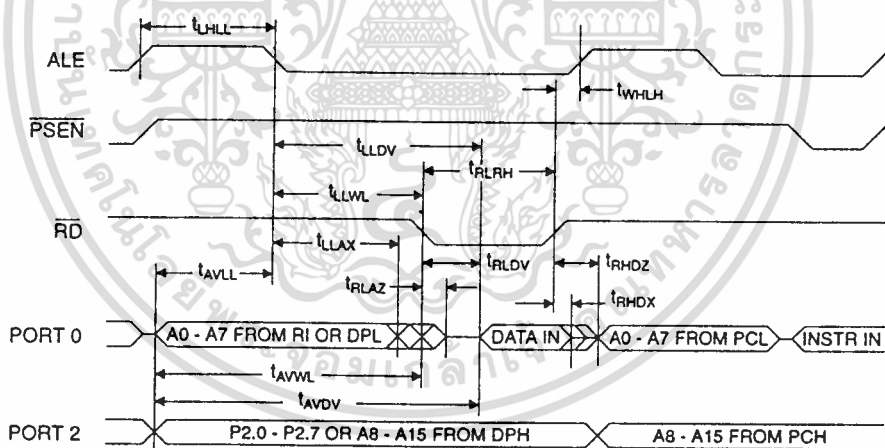 tLHLL
ALE
tWHLH
PSEN
tLLDV
tRLRH
tLLWL
RD
tLLAX
tRLDV
tRHDZ
tAVLL
tRLAZ
tRHDX
PORT 0
A0 - A7 FROM RI OR DPL
DATA IN
A0 - A7 FROM PCL
INSTR IN
tAVWL
tAVDV
PORT 2
P2.0 - P2.7 OR A8 - A15 FROM DPH
A8 - A15 FROM PCH